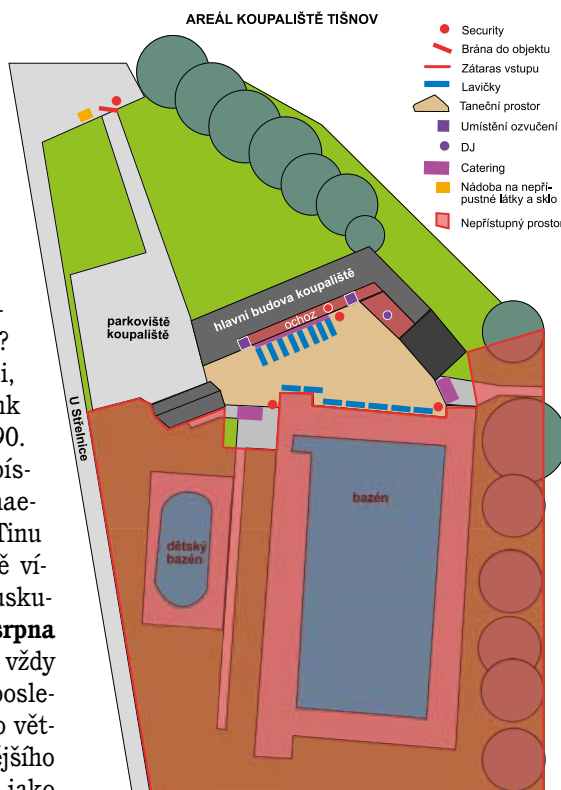 AREÁL KOUPALIŠTĚ TIŠNOV
Security
Brána do objektu
Zátaras vstupu
Lavičky
Taneční prostor
Umístění ozvučení
DJ
Catering
Nádoba na nepří-
pustné látky a sklo
Nepřístupný prostor
hlavní budova koupaliště
ochoz
parkoviště
koupaliště
U Střelnice
bazén
dětský
bazén
-
?
i,
nk
90.
pís-
nae-
Tinu
ě ví-
usku-
srpna
vždy
posle-
o vět-
ějšího
jako